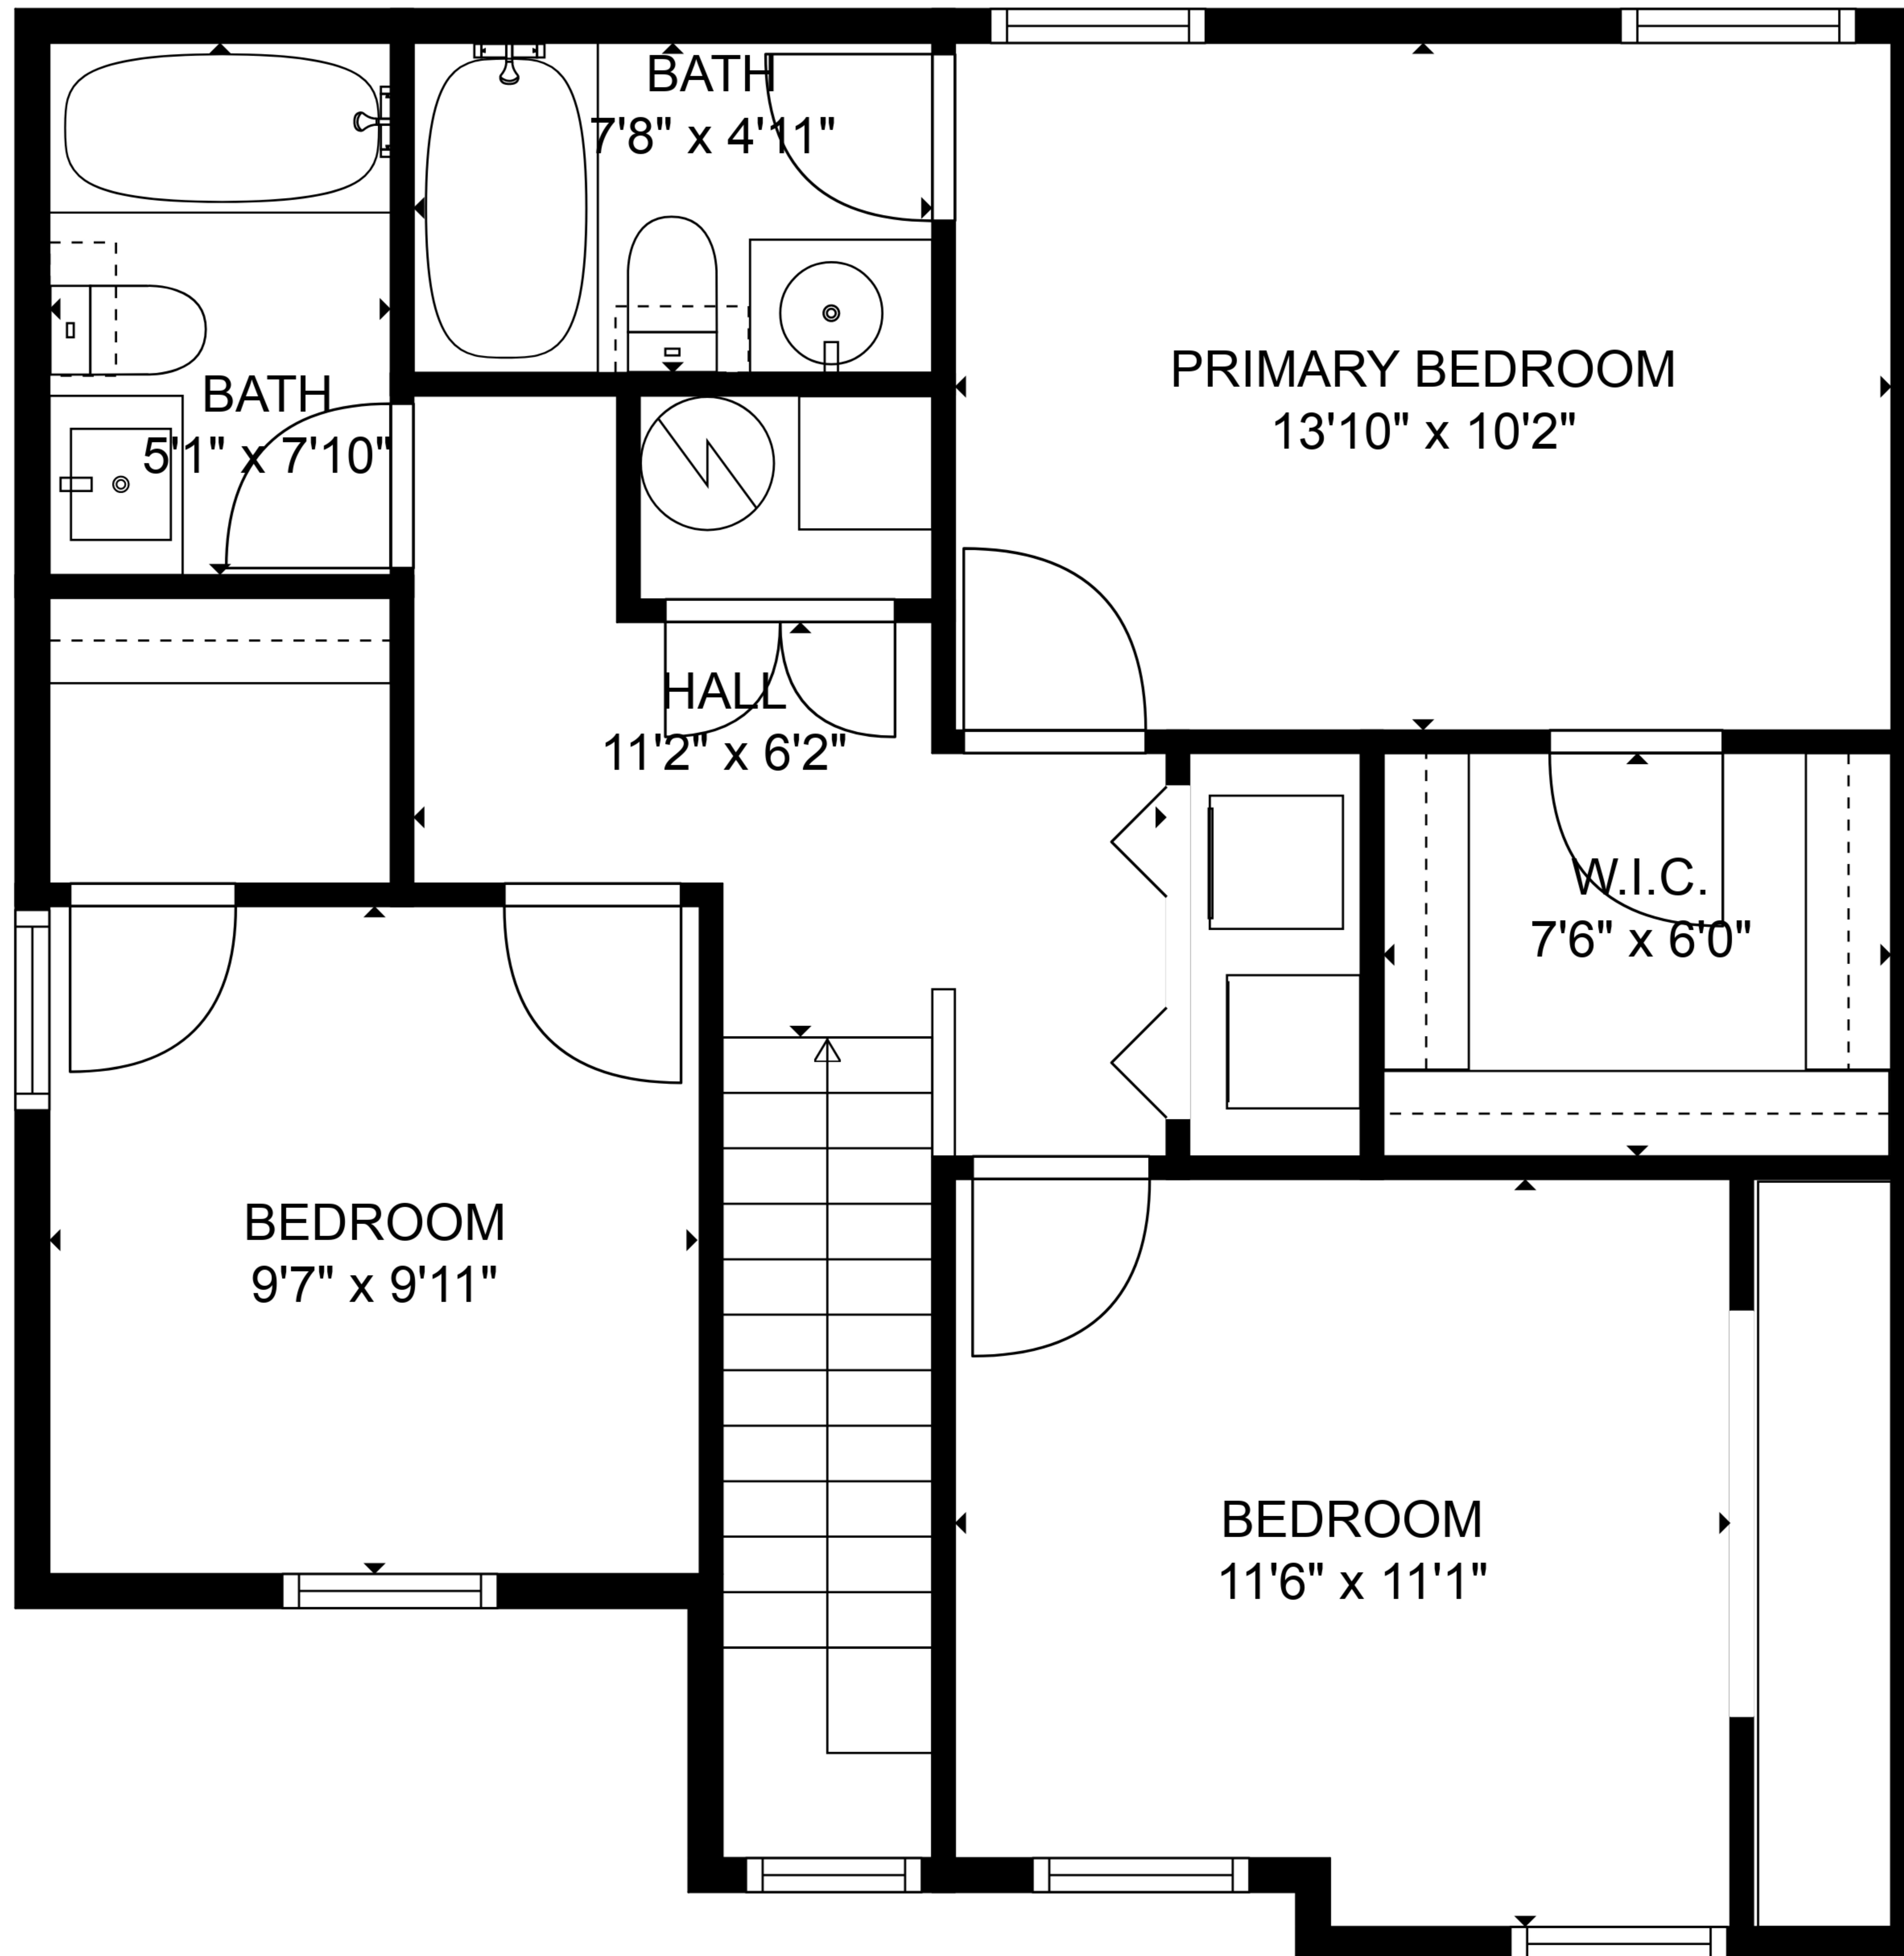 BATH
7'8" x 4'11"
PRIMARY BEDROOM
13'10" x 10'2"
BATH
5'1" x 7'10"
HALL
11'2" x 6'2"
W.I.C.
7'6" x 6'0"
BEDROOM
9'7" x 9'11"
BEDROOM
11'6" x 11'1"